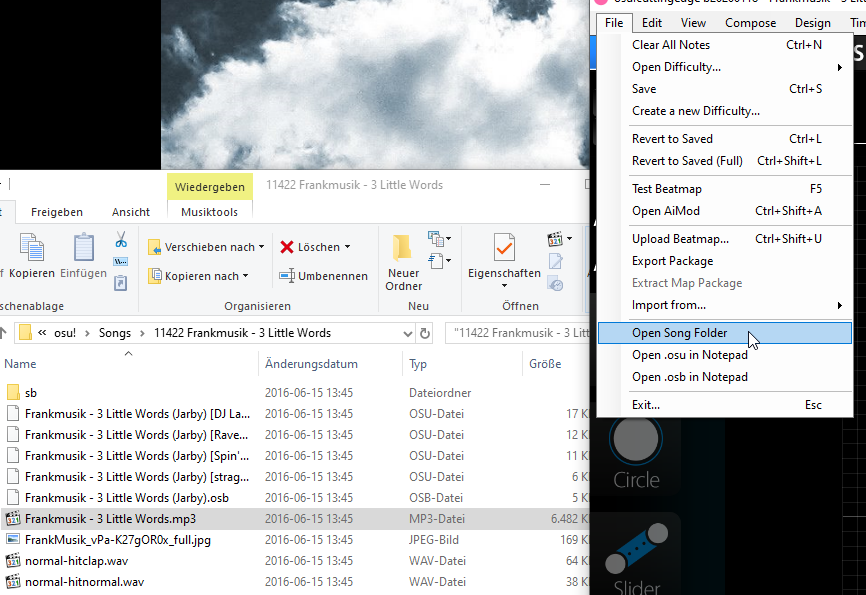 File Edit View Compose Design
Clear All Notes Ctrl+N
Open Difficulty...
Save Ctrl+S
Create a new Difficulty...
Revert to Saved Ctrl+L
Revert to Saved (Full) Ctrl+Shift+L
Test Beatmap F5
Open AiMod Ctrl+Shift+A
Upload Beatmap... Ctrl+Shift+U
Export Package
Extract Map Package
Import from...
Open Song Folder
Open .osu in Notepad
Open .osb in Notepad
Exit... Esc
Circle
Slider
Wiedergeben 11422 Frankmusik - 3 Little Words
Freigeben Ansicht Musiktools
Kopieren Einfügen
Verschieben nach
Kopieren nach
Löschen
Umbenennen
Neuer
Ordner
Eigenschaften
Organisieren Neu Öffnen
« osu! > Songs > 11422 Frankmusik - 3 Little Words
"11422 Frankmusik - 3 Litt
Name Änderungsdatum Typ Größe
sb 2016-06-15 13:45 Dateiordner
Frankmusik - 3 Little Words (Jarby) [DJ La... 2016-06-15 13:45 OSU-Datei 17 K
Frankmusik - 3 Little Words (Jarby) [Rave... 2016-06-15 13:45 OSU-Datei 12 K
Frankmusik - 3 Little Words (Jarby) [Spin'... 2016-06-15 13:45 OSU-Datei 11 K
Frankmusik - 3 Little Words (Jarby) [strag... 2016-06-15 13:45 OSU-Datei 6 K
Frankmusik - 3 Little Words (Jarby).osb 2016-06-15 13:45 OSB-Datei 5 K
Frankmusik - 3 Little Words.mp3 2016-06-15 13:45 MP3-Datei 6.482 K
FrankMusik_vPa-K27gOR0x_full.jpg 2016-06-15 13:45 JPEG-Bild 169 K
normal-hitclap.wav 2016-06-15 13:45 WAV-Datei 64 K
normal-hitnormal.wav 2016-06-15 13:45 WAV-Datei 38 K